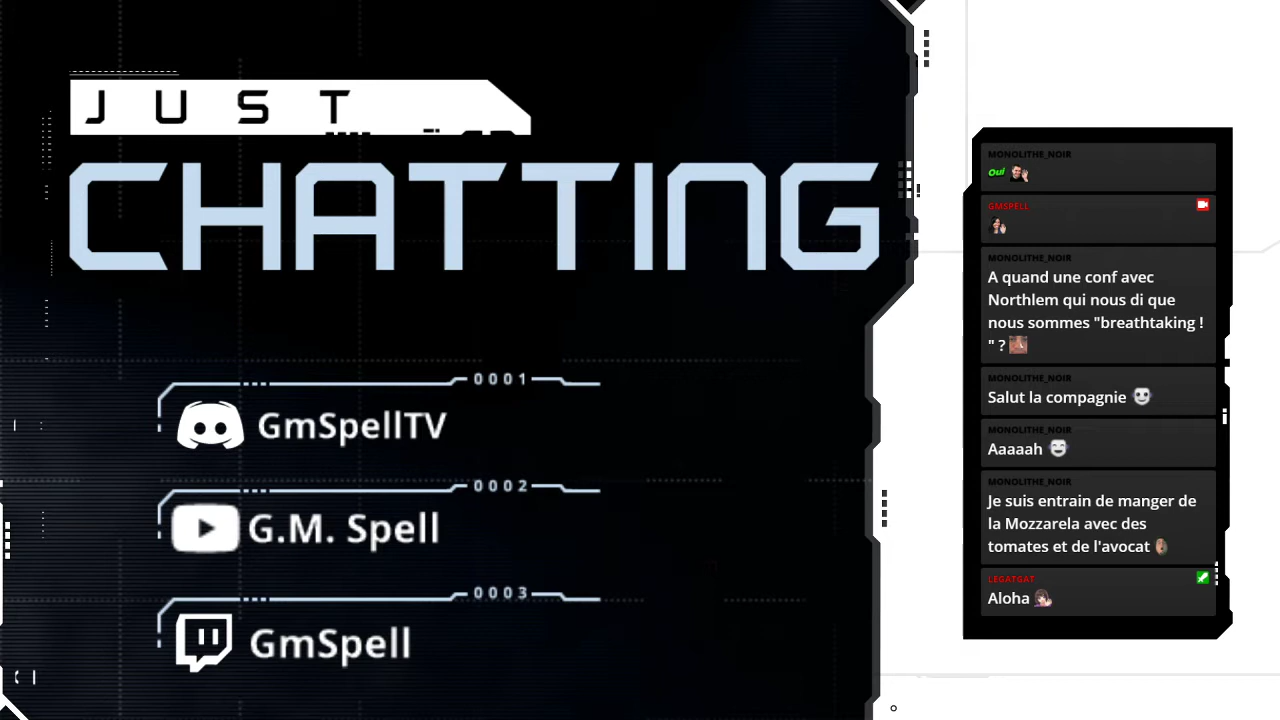 JUST
CHATTING
0001
GmSpellTV
0002
G.M. Spell
0003
GmSpell
MONOLITHE_NOIR
Oui
GMSPELL
MONOLITHE_NOIR
A quand une conf avec
Northlem qui nous di que
nous sommes "breathtaking !
" ?
MONOLITHE_NOIR
Salut la compagnie
MONOLITHE_NOIR
Aaaaah
MONOLITHE_NOIR
Je suis entrain de manger de
la Mozzarela avec des
tomates et de l'avocat
LEGATGAT
Aloha